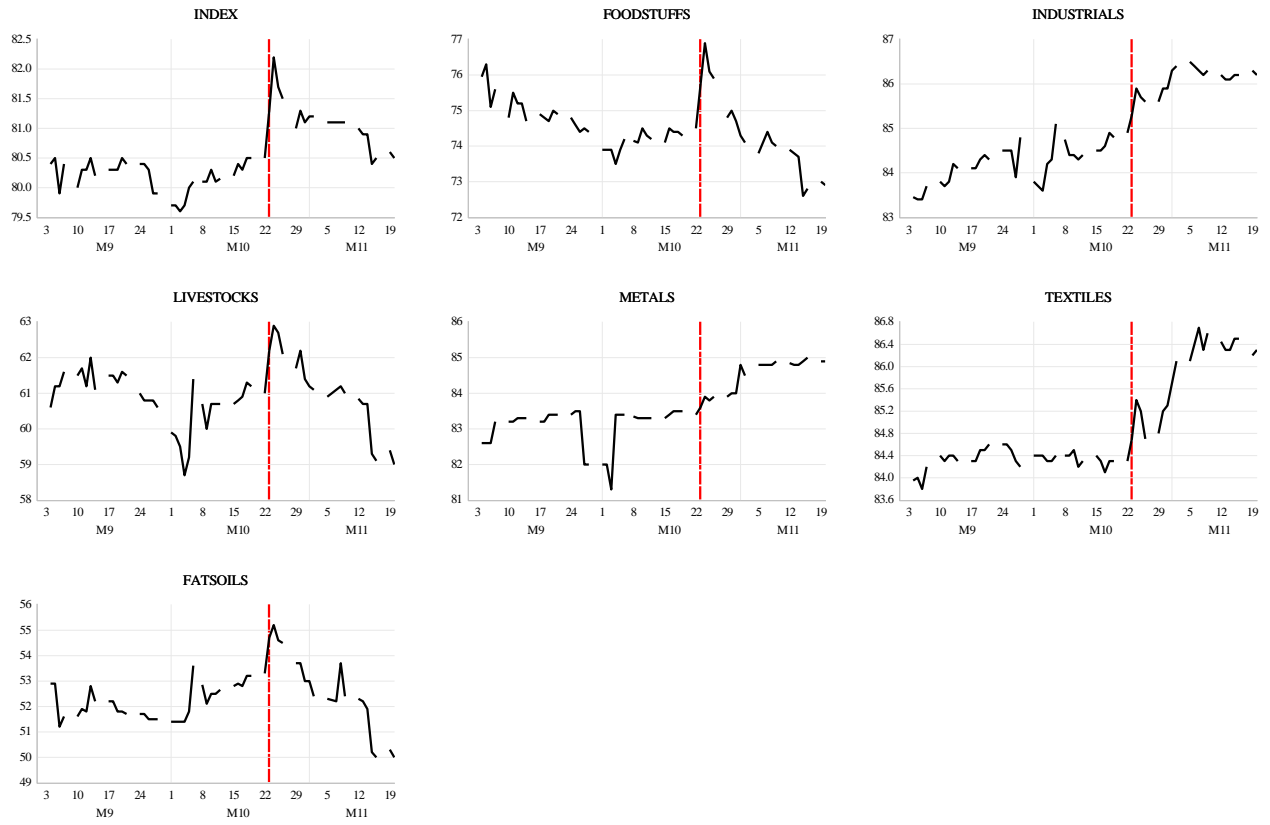 INDEX
82.5
82.0
81.5
81.0
80.5
80.0
79.5
3 10 17 24 1 8 15 22 29 5 12 19
M9 M10 M11
FOODSTUFFS
77
76
75
74
73
72
3 10 17 24 1 8 15 22 29 5 12 19
M9 M10 M11
INDUSTRIALS
87
86
85
84
83
3 10 17 24 1 8 15 22 29 5 12 19
M9 M10 M11
LIVESTOCKS
63
62
61
60
59
58
3 10 17 24 1 8 15 22 29 5 12 19
M9 M10 M11
METALS
86
85
84
83
82
81
3 10 17 24 1 8 15 22 29 5 12 19
M9 M10 M11
TEXTILES
86.8
86.4
86.0
85.6
85.2
84.8
84.4
84.0
83.6
3 10 17 24 1 8 15 22 29 5 12 19
M9 M10 M11
FATSOILS
56
55
54
53
52
51
50
49
3 10 17 24 1 8 15 22 29 5 12 19
M9 M10 M11